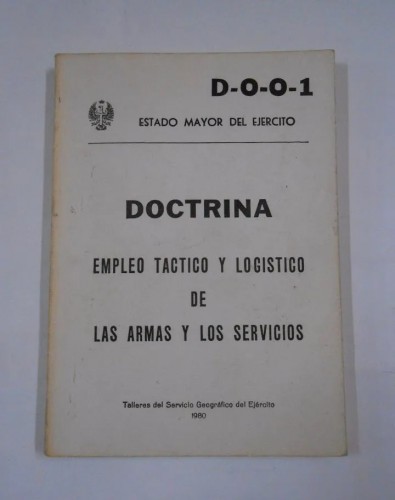 D-O-O-1
ESTADO MAYOR DEL EJERCITO
DOCTRINA
EMPLEO TACTICO Y LOGISTICO
DE
LAS ARMAS Y LOS SERVICIOS
Talleres del Servicio Geográfico del Ejército
1980